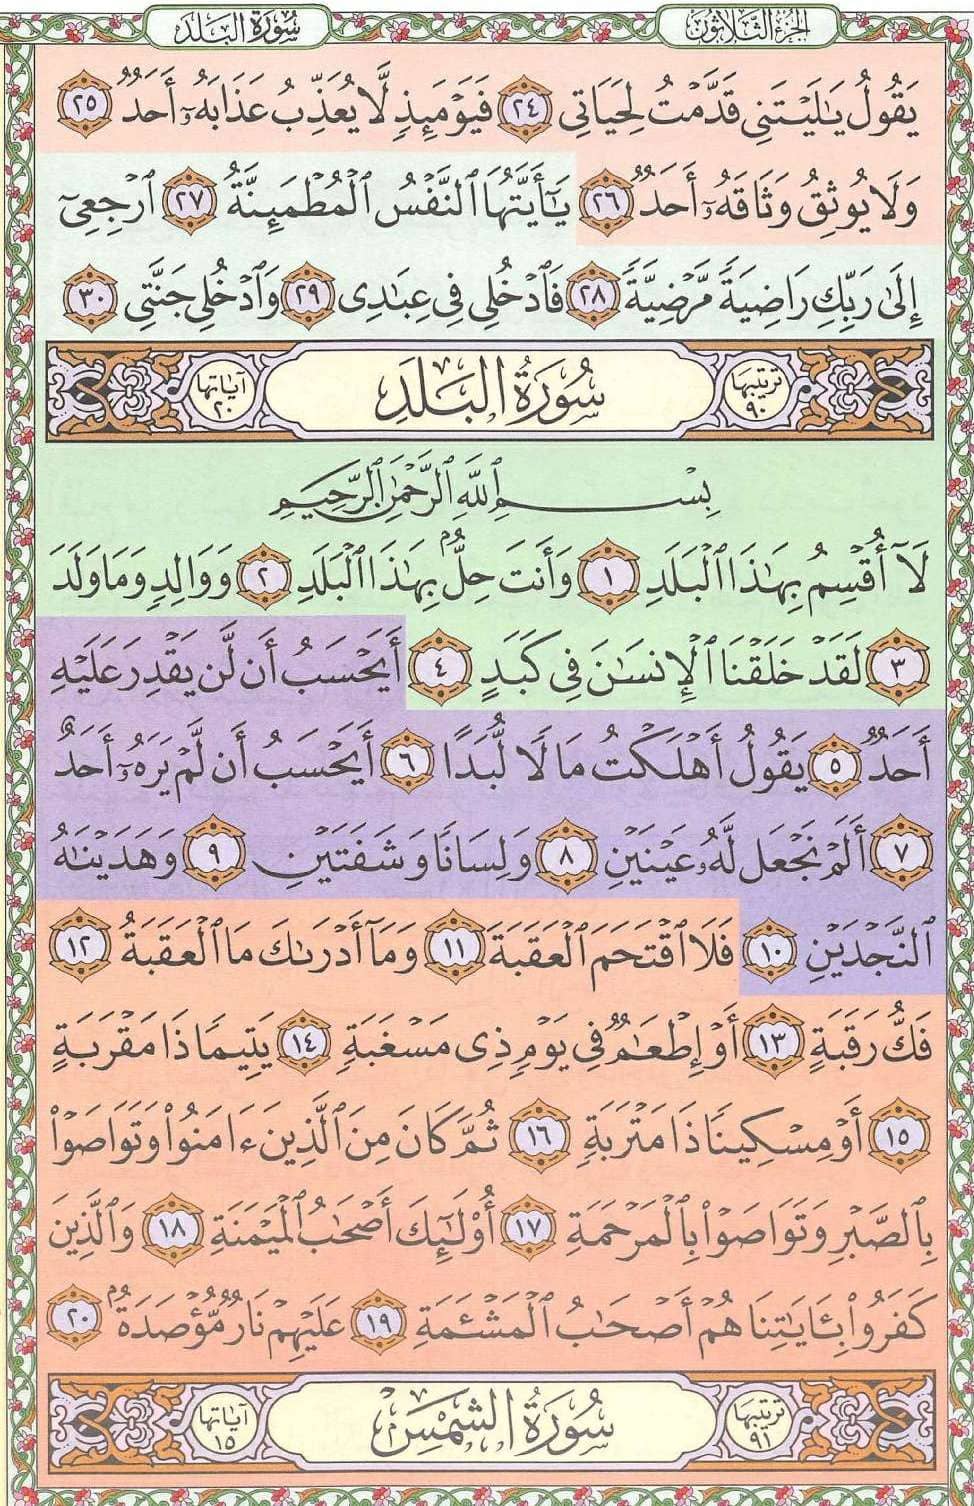 الجزء الثلاثون
سورة البلد
يَقُولُ يَٰلَيْتَنِى قَدَّمْتُ لِحَيَاتِى ٢٤ فَيَوْمَئِذٍ لَّا يُعَذِّبُ عَذَابَهُۥٓ أَحَدٌ ٢٥
وَلَا يُوثِقُ وَثَاقَهُۥٓ أَحَدٌ ٢٦ يَٰٓأَيَّتُهَا ٱلنَّفْسُ ٱلْمُطْمَئِنَّةُ ٢٧ ٱرْجِعِىٓ
إِلَىٰ رَبِّكِ رَاضِيَةً مَّرْضِيَّةً ٢٨ فَٱدْخُلِى فِى عِبَٰدِى ٢٩ وَٱدْخُلِى جَنَّتِى ٣٠
ترتيبها ٩٠ سُورَةُ البَلَدِ آياتها ٢٠
بِسْمِ ٱللَّهِ ٱلرَّحْمَٰنِ ٱلرَّحِيمِ
لَآ أُقْسِمُ بِهَٰذَا ٱلْبَلَدِ ١ وَأَنتَ حِلٌّۢ بِهَٰذَا ٱلْبَلَدِ ٢ وَوَالِدٍ وَمَا وَلَدَ
٣ لَقَدْ خَلَقْنَا ٱلْإِنسَٰنَ فِى كَبَدٍ ٤ أَيَحْسَبُ أَن لَّن يَقْدِرَ عَلَيْهِ
أَحَدٌ ٥ يَقُولُ أَهْلَكْتُ مَالًا لُّبَدًا ٦ أَيَحْسَبُ أَن لَّمْ يَرَهُۥٓ أَحَدٌ
٧ أَلَمْ نَجْعَل لَّهُۥ عَيْنَيْنِ ٨ وَلِسَانًا وَشَفَتَيْنِ ٩ وَهَدَيْنَٰهُ
ٱلنَّجْدَيْنِ ١٠ فَلَا ٱقْتَحَمَ ٱلْعَقَبَةَ ١١ وَمَآ أَدْرَىٰكَ مَا ٱلْعَقَبَةُ ١٢
فَكُّ رَقَبَةٍ ١٣ أَوْ إِطْعَٰمٌ فِى يَوْمٍ ذِى مَسْغَبَةٍ ١٤ يَتِيمًا ذَا مَقْرَبَةٍ
١٥ أَوْ مِسْكِينًا ذَا مَتْرَبَةٍ ١٦ ثُمَّ كَانَ مِنَ ٱلَّذِينَ ءَامَنُوا۟ وَتَوَاصَوْا۟
بِٱلصَّبْرِ وَتَوَاصَوْا۟ بِٱلْمَرْحَمَةِ ١٧ أُو۟لَٰٓئِكَ أَصْحَٰبُ ٱلْمَيْمَنَةِ ١٨ وَٱلَّذِينَ
كَفَرُوا۟ بِـَٔايَٰتِنَا هُمْ أَصْحَٰبُ ٱلْمَشْـَٔمَةِ ١٩ عَلَيْهِمْ نَارٌ مُّؤْصَدَةٌۢ ٢٠
ترتيبها ٩١ سُورَةُ الشَّمْسِ آياتها ١٥